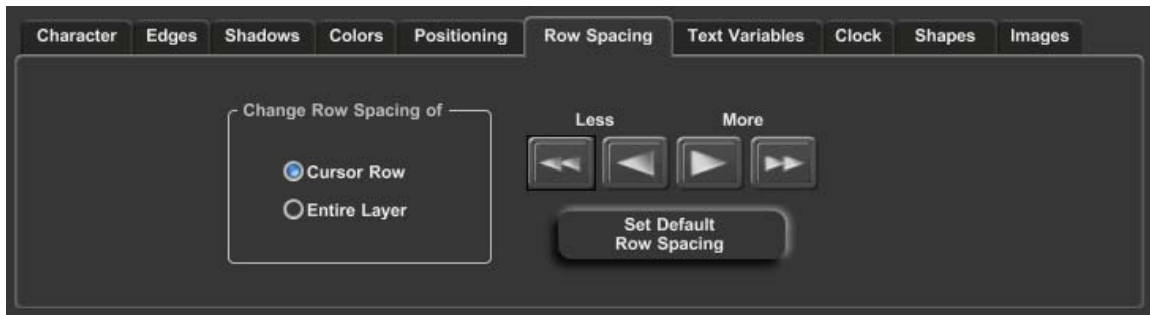 Character Edges Shadows Colors Positioning Row Spacing Text Variables Clock Shapes Images
Change Row Spacing of
Cursor Row
Entire Layer
Less More
Set Default
Row Spacing